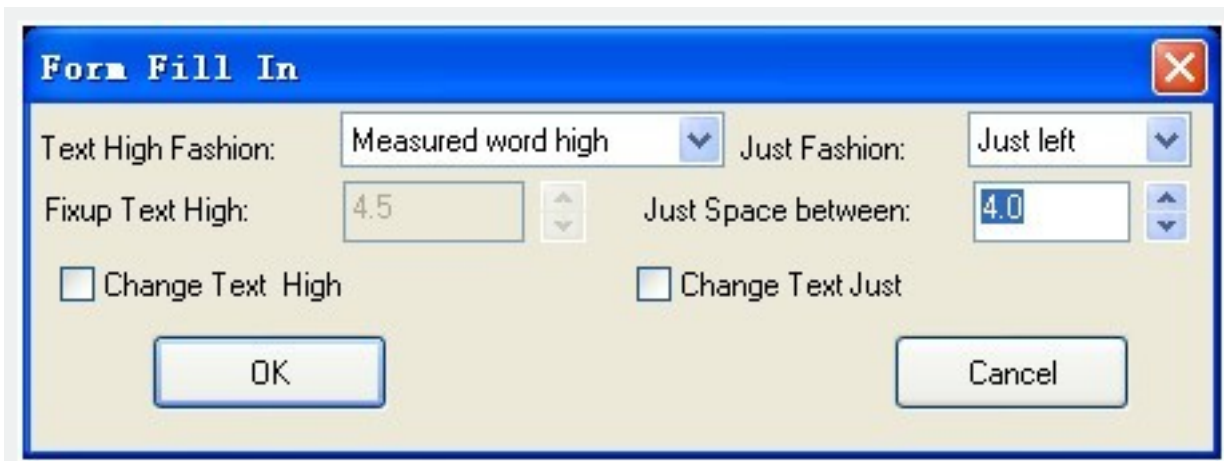 Form Fill In
Text High Fashion: Measured word high Just Fashion: Just left
Fixup Text High: 4.5 Just Space between: 4.0
Change Text High Change Text Just
OK Cancel